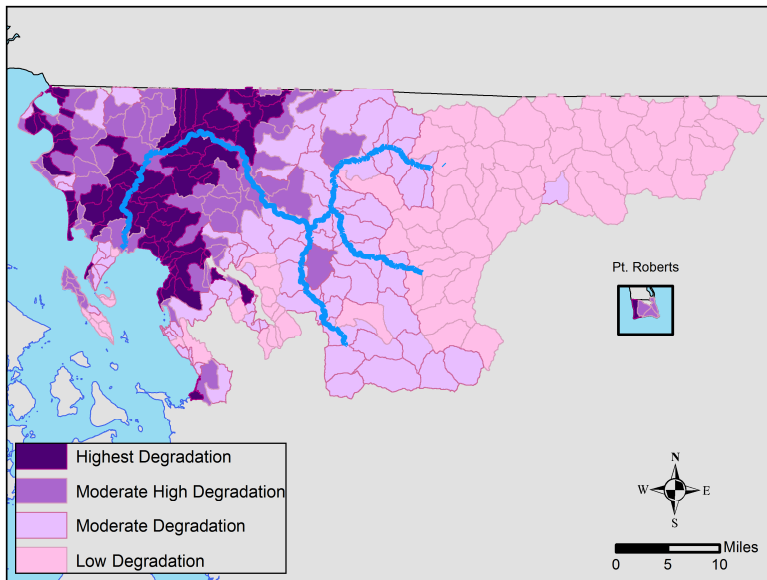 Pt. Roberts
Highest Degradation
Moderate High Degradation
Moderate Degradation
Low Degradation
N
W E
S
Miles
0 5 10